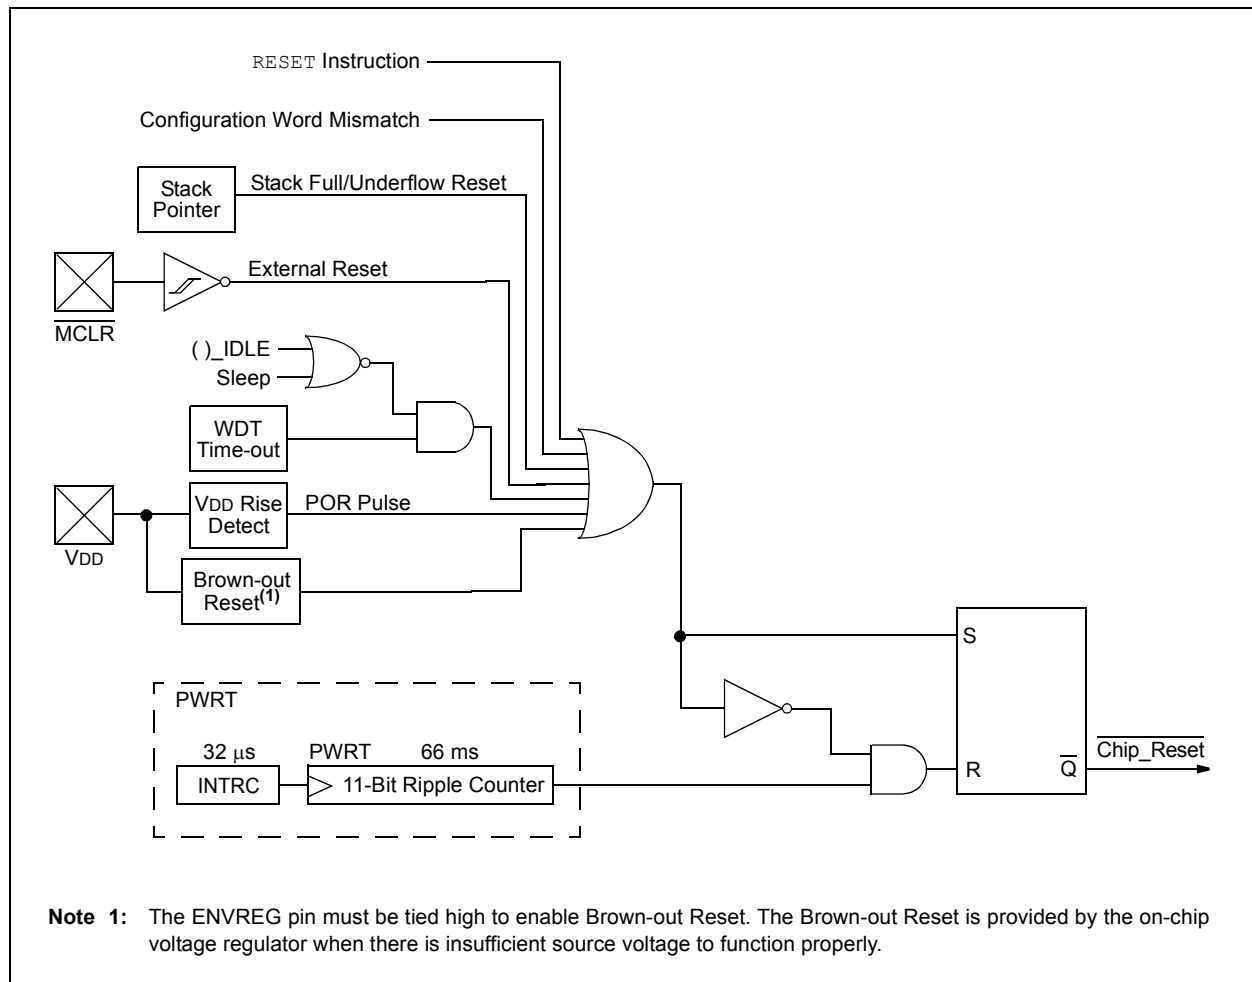 RESET Instruction
Configuration Word Mismatch
Stack Full/Underflow Reset
Stack
Pointer
External Reset
MCLR
( )_IDLE
Sleep
WDT
Time-out
VDD Rise
Detect
POR Pulse
VDD
Brown-out
Reset(1)
S
PWRT
32 μs
PWRT
66 ms
INTRC
11-Bit Ripple Counter
R
Q
Chip_Reset
Note 1: The ENVREG pin must be tied high to enable Brown-out Reset. The Brown-out Reset is provided by the on-chip
voltage regulator when there is insufficient source voltage to function properly.